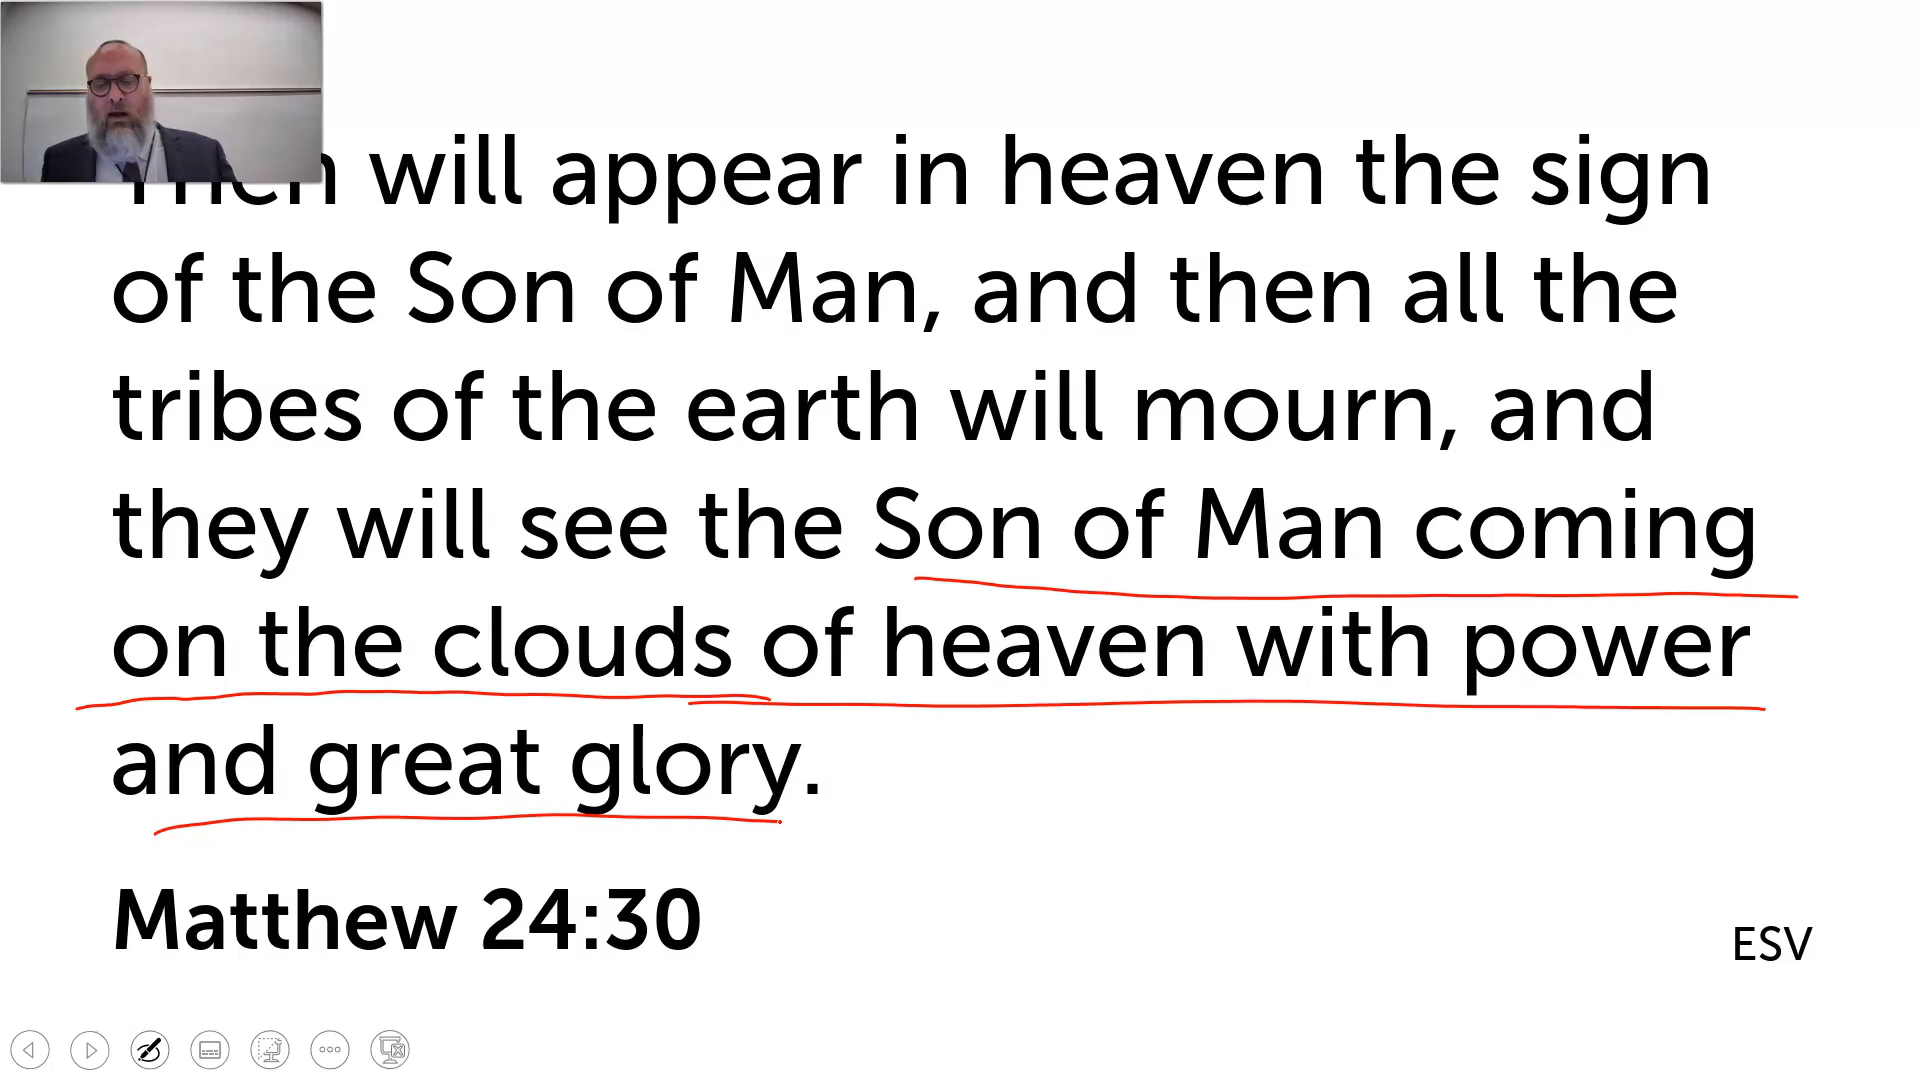 Then will appear in heaven the sign
of the Son of Man, and then all the
tribes of the earth will mourn, and
they will see the Son of Man coming
on the clouds of heaven with power
and great glory.
Matthew 24:30
ESV